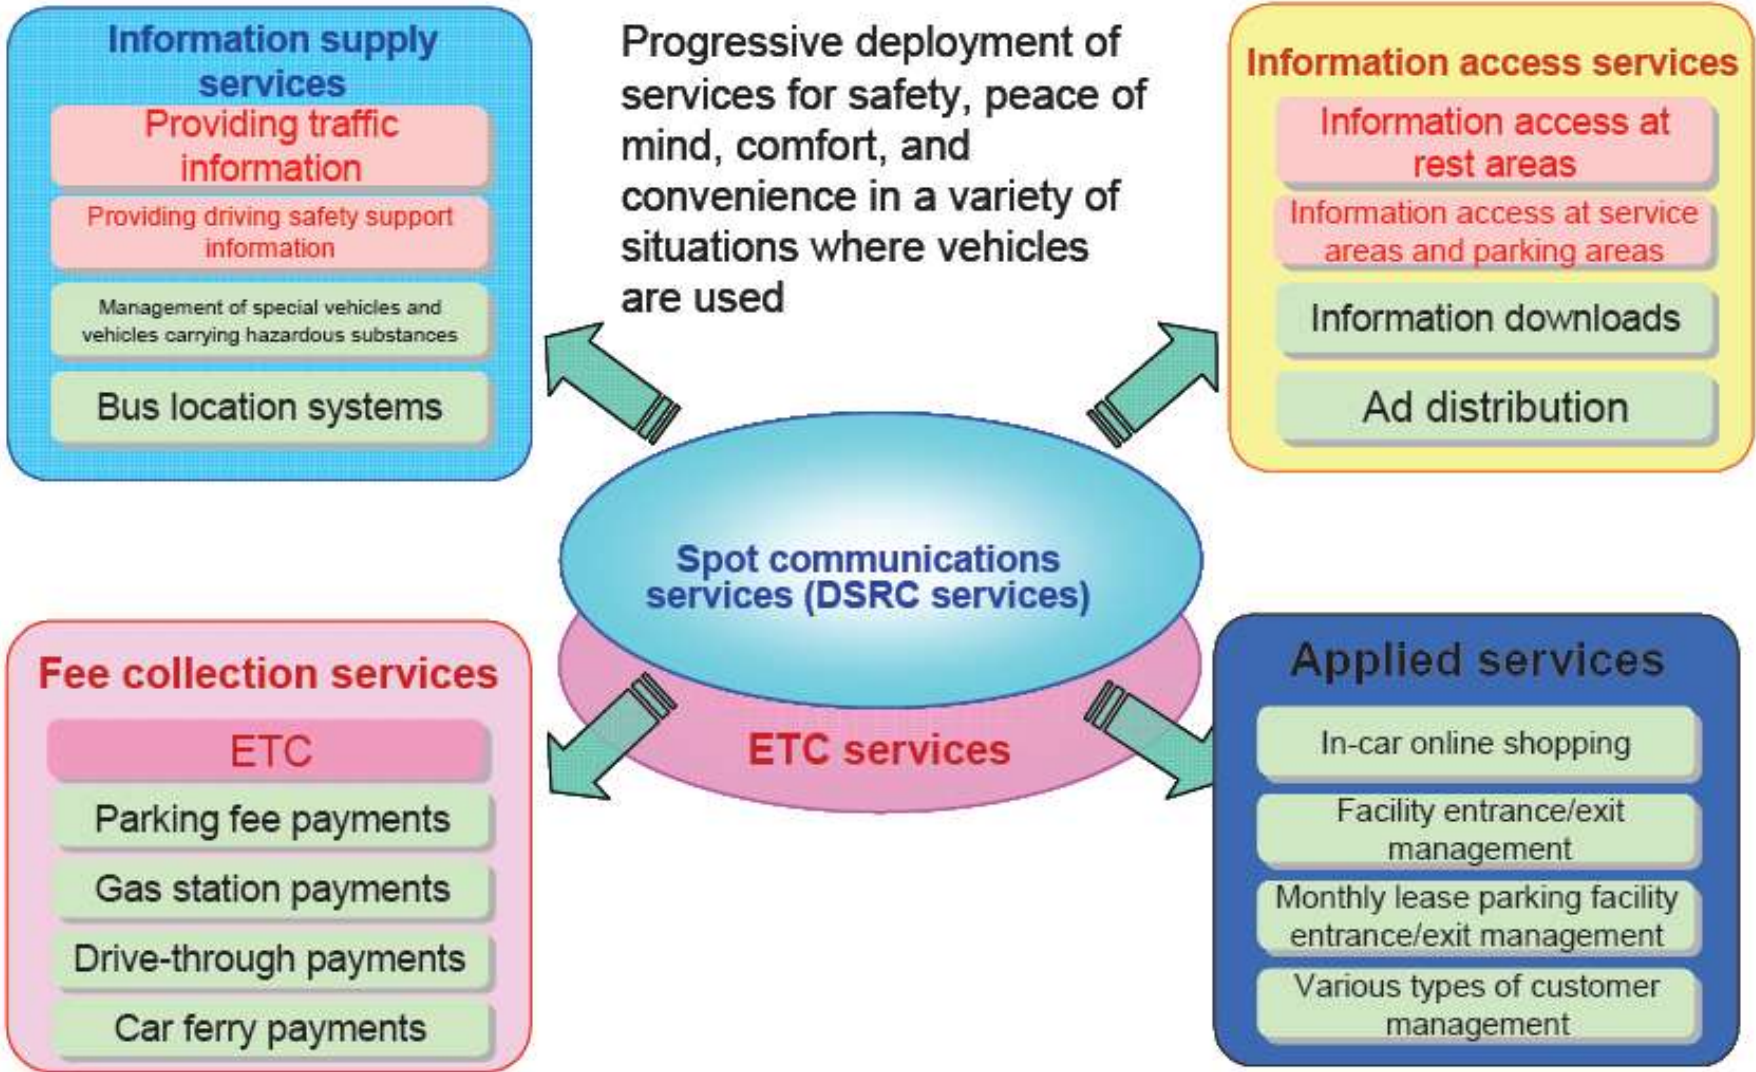 Information supply
services
Providing traffic
information
Providing driving safety support
information
Management of special vehicles and
vehicles carrying hazardous substances
Bus location systems
Progressive deployment of
services for safety, peace of
mind, comfort, and
convenience in a variety of
situations where vehicles
are used
Information access services
Information access at
rest areas
Information access at service
areas and parking areas
Information downloads
Ad distribution
Spot communications
services (DSRC services)
ETC services
Fee collection services
ETC
Parking fee payments
Gas station payments
Drive-through payments
Car ferry payments
Applied services
In-car online shopping
Facility entrance/exit
management
Monthly lease parking facility
entrance/exit management
Various types of customer
management